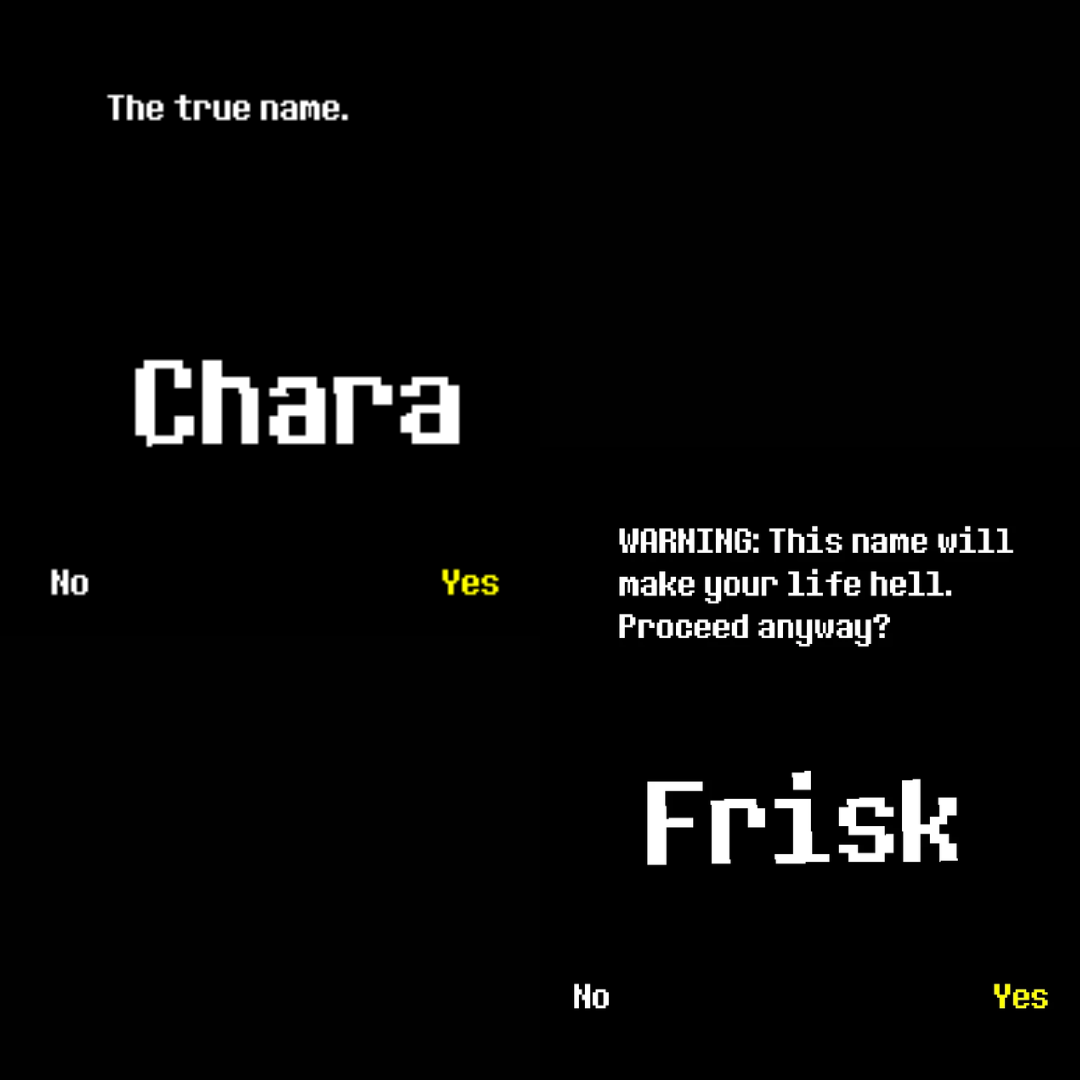 The true name.
Chara
No
Yes
WARNING: This name will
make your life hell.
Proceed anyway?
Frisk
No
Yes